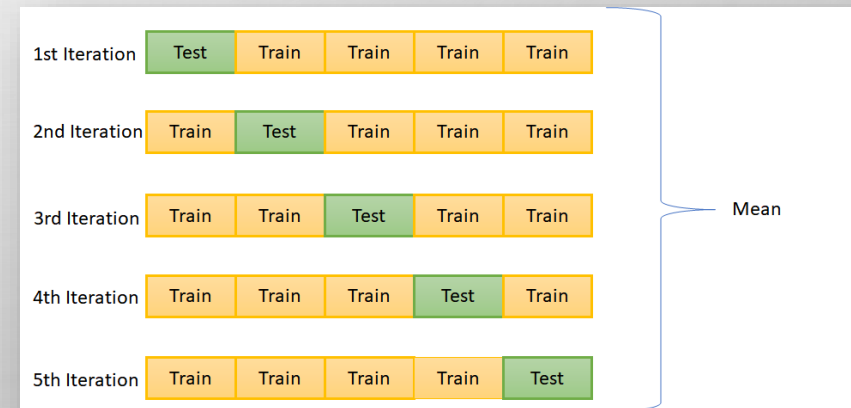 1st Iteration Test Train Train Train Train
2nd Iteration Train Test Train Train Train
3rd Iteration Train Train Test Train Train
Mean
4th Iteration Train Train Train Test Train
5th Iteration Train Train Train Train Test